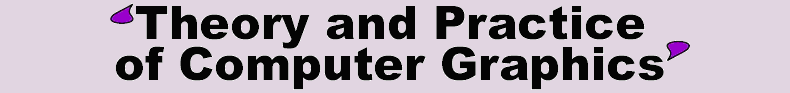 Theory and Practice
of Computer Graphics